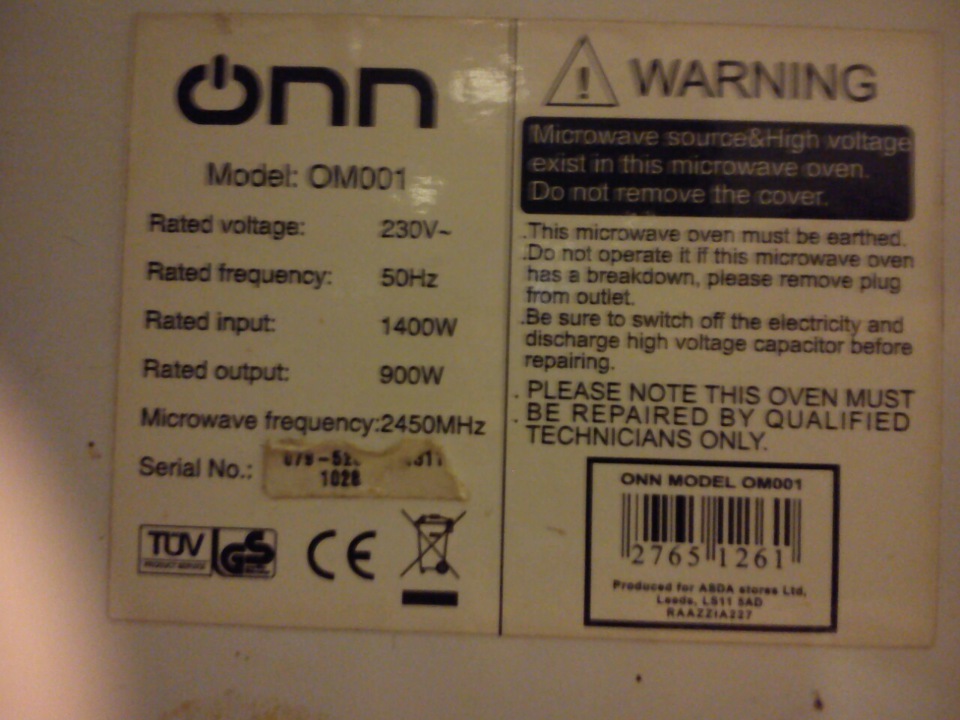 onn
Model: OM001
Rated voltage: 230V~
Rated frequency: 50Hz
Rated input: 1400W
Rated output: 900W
Microwave frequency:2450MHz
Serial No.:
1028
TÜV
PRODUCT SERVICE
GS
CE
WARNING
Microwave source&High voltage
exist in this microwave oven.
Do not remove the cover.
.This microwave oven must be earthed.
.Do not operate it if this microwave oven
has a breakdown, please remove plug
from outlet.
.Be sure to switch off the electricity and
discharge high voltage capacitor before
repairing.
. PLEASE NOTE THIS OVEN MUST
. BE REPAIRED BY QUALIFIED
TECHNICIANS ONLY.
ONN MODEL OM001
2765 1261
Produced for ASDA stores Ltd,
Leeds, LS11 5AD
RAAZZIA227